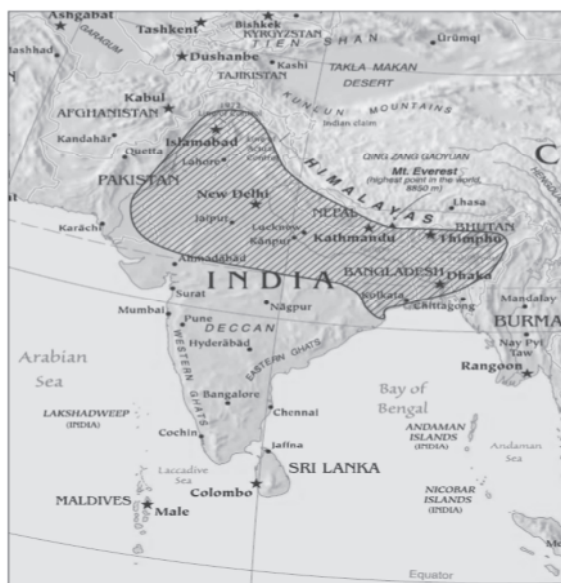 Ashgabat
Tashkent
Bishkek
KYRGYZSTAN
GARAGUM
TIEN SHAN
Ürümqi
Dushanbe
Kashi
TAKLA MAKAN
DESERT
TAJIKISTAN
Kabul
KUNLUN MOUNTAINS
AFGHANISTAN
Indian claim
Islamabad
Kandahār
Quetta
Lahore
QING ZANG GAOYUAN
C
HIMALAYAS
Mt. Everest
(highest point in the world,
8850 m)
PAKISTAN
New Delhi
Lhasa
NEPAL
BHUTAN
Jaipur
Lucknow
Kānpur
Kathmandu
Thimphu
Karāchi
Ahmadābād
INDIA
BANGLADESH
Dhaka
Kolkata
Chittagong
Surat
Nāgpur
Mandalay
BURMA
Mumbai
Pune
DECCAN
Nay Pyi
Taw
Hyderābād
EASTERN GHATS
WESTERN GHATS
Rangoon
Arabian
Sea
Bay of
Bengal
Bangalore
Chennai
LAKSHADWEEP
(INDIA)
ANDAMAN
ISLANDS
(INDIA)
Andaman
Sea
Cochin
Jaffna
Laccadive
Sea
SRI LANKA
NICOBAR
ISLANDS
(INDIA)
MALDIVES
Male
Colombo
Equator